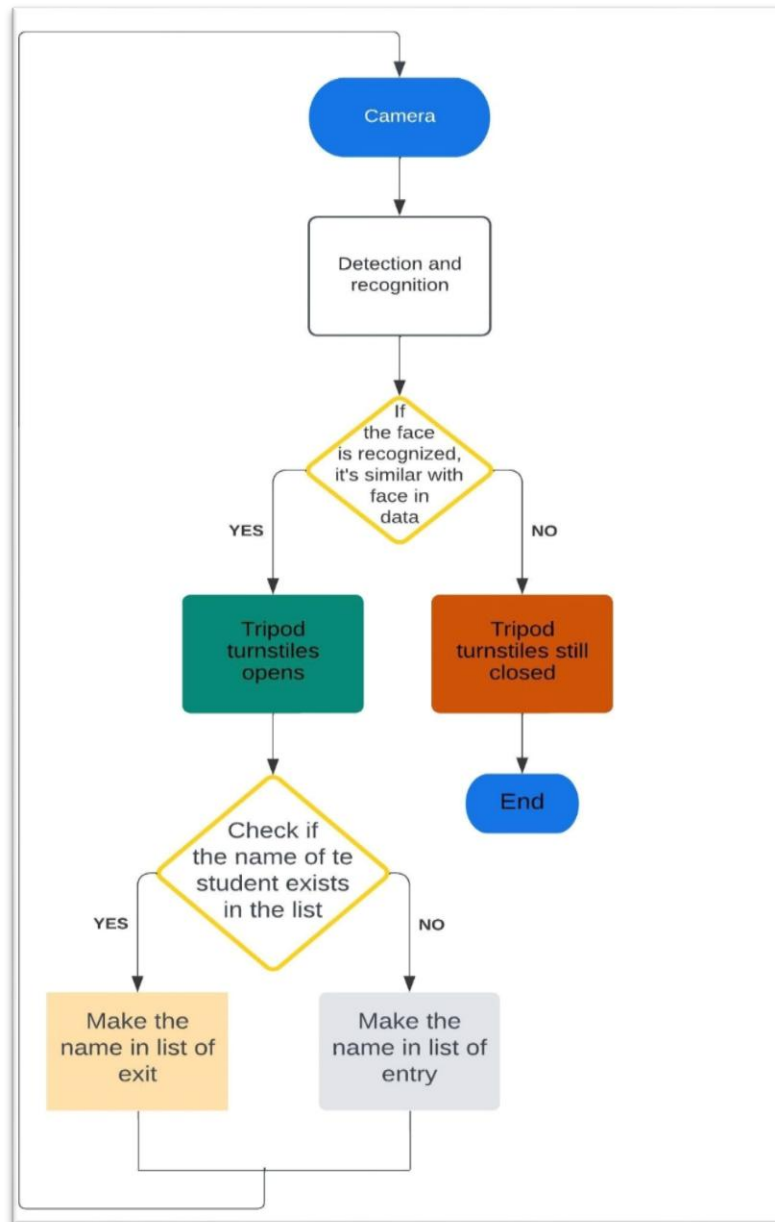 Camera
Detection and
recognition
If
the face
is recognized,
it's similar with
face in
data
YES
NO
Tripod
turnstiles
opens
Tripod
turnstiles still
closed
End
Check if
the name of te
student exists
in the list
YES
NO
Make the
name in list of
exit
Make the
name in list of
entry